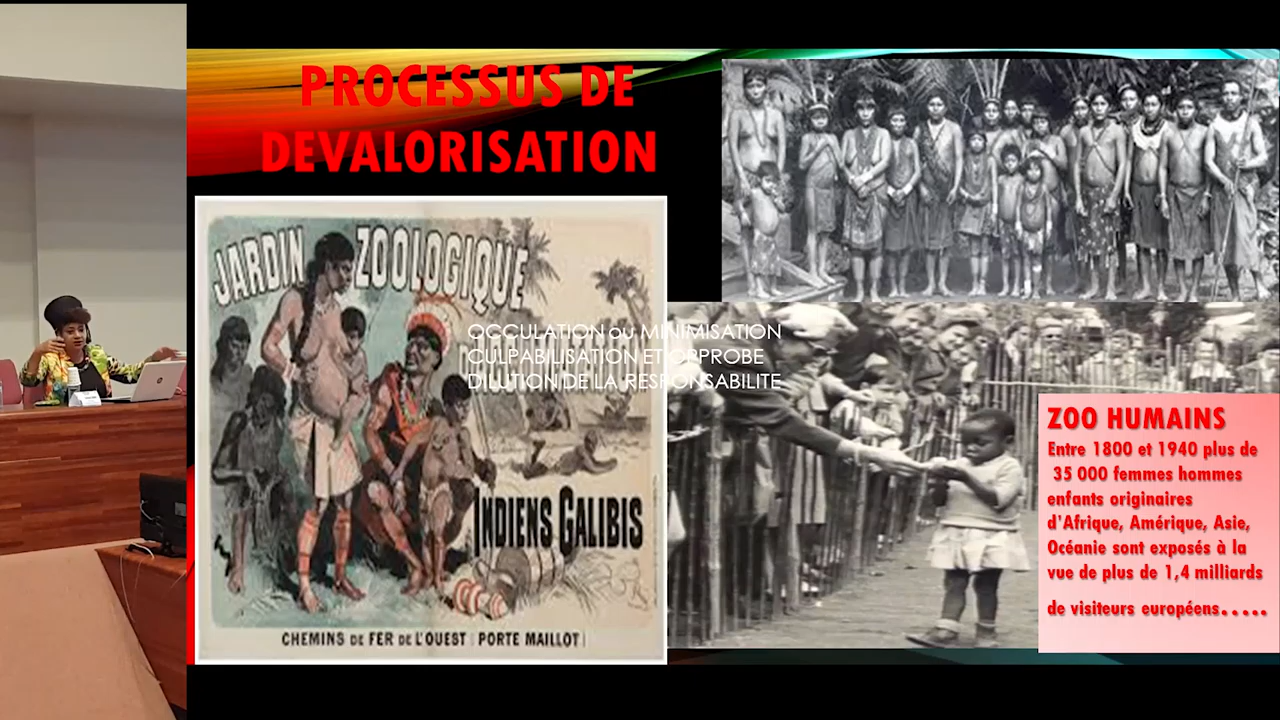 PROCESSUS DE
DEVALORISATION
JARDIN ZOOLOGIQUE
OCCULATION ou MINIMISATION
CULPABILISATION ET OPPROBE
DILUTION DE LA RESPONSABILITE
INDIENS GALIBIS
CHEMINS DE FER DE L'OUEST PORTE MAILLOT
ZOO HUMAINS
Entre 1800 et 1940 plus de
35 000 femmes hommes
enfants originaires
d'Afrique, Amérique, Asie,
Océanie sont exposés à la
vue de plus de 1,4 milliards
de visiteurs européens.....